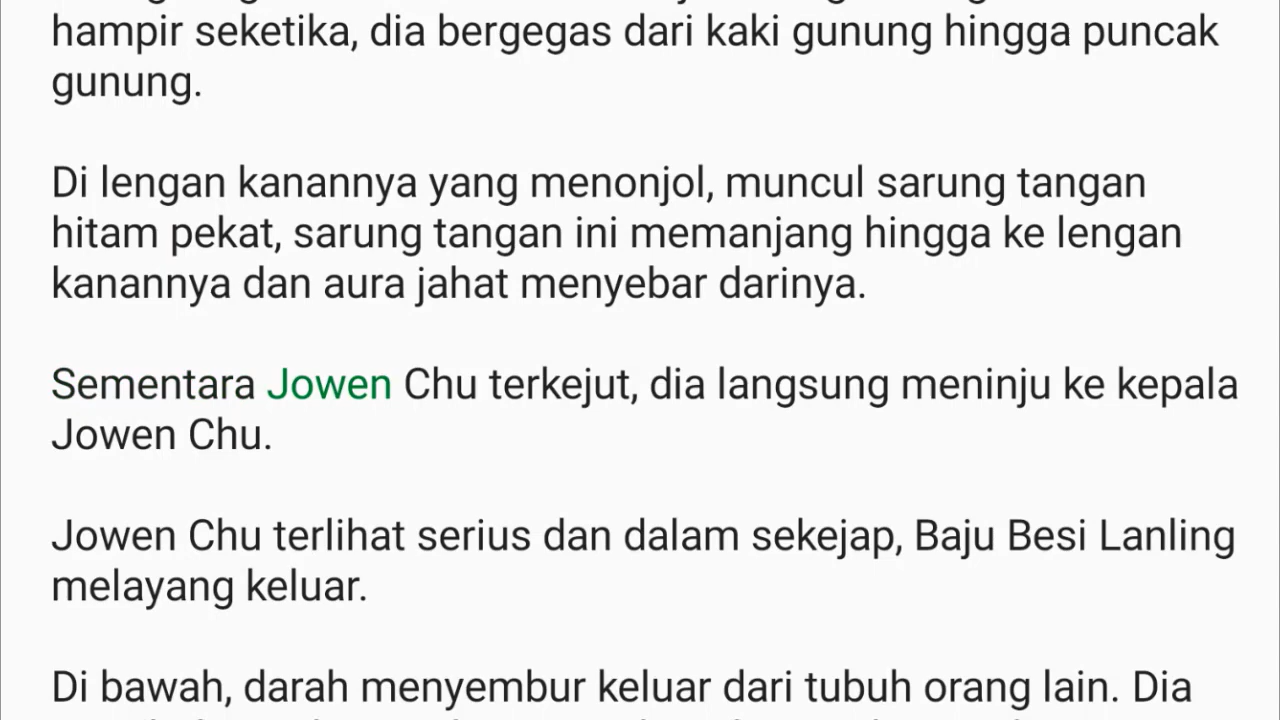 hampir seketika, dia bergegas dari kaki gunung hingga puncak
gunung.
Di lengan kanannya yang menonjol, muncul sarung tangan
hitam pekat, sarung tangan ini memanjang hingga ke lengan
kanannya dan aura jahat menyebar darinya.
Sementara Jowen Chu terkejut, dia langsung meninju ke kepala
Jowen Chu.
Jowen Chu terlihat serius dan dalam sekejap, Baju Besi Lanling
melayang keluar.
Di bawah, darah menyembur keluar dari tubuh orang lain. Dia